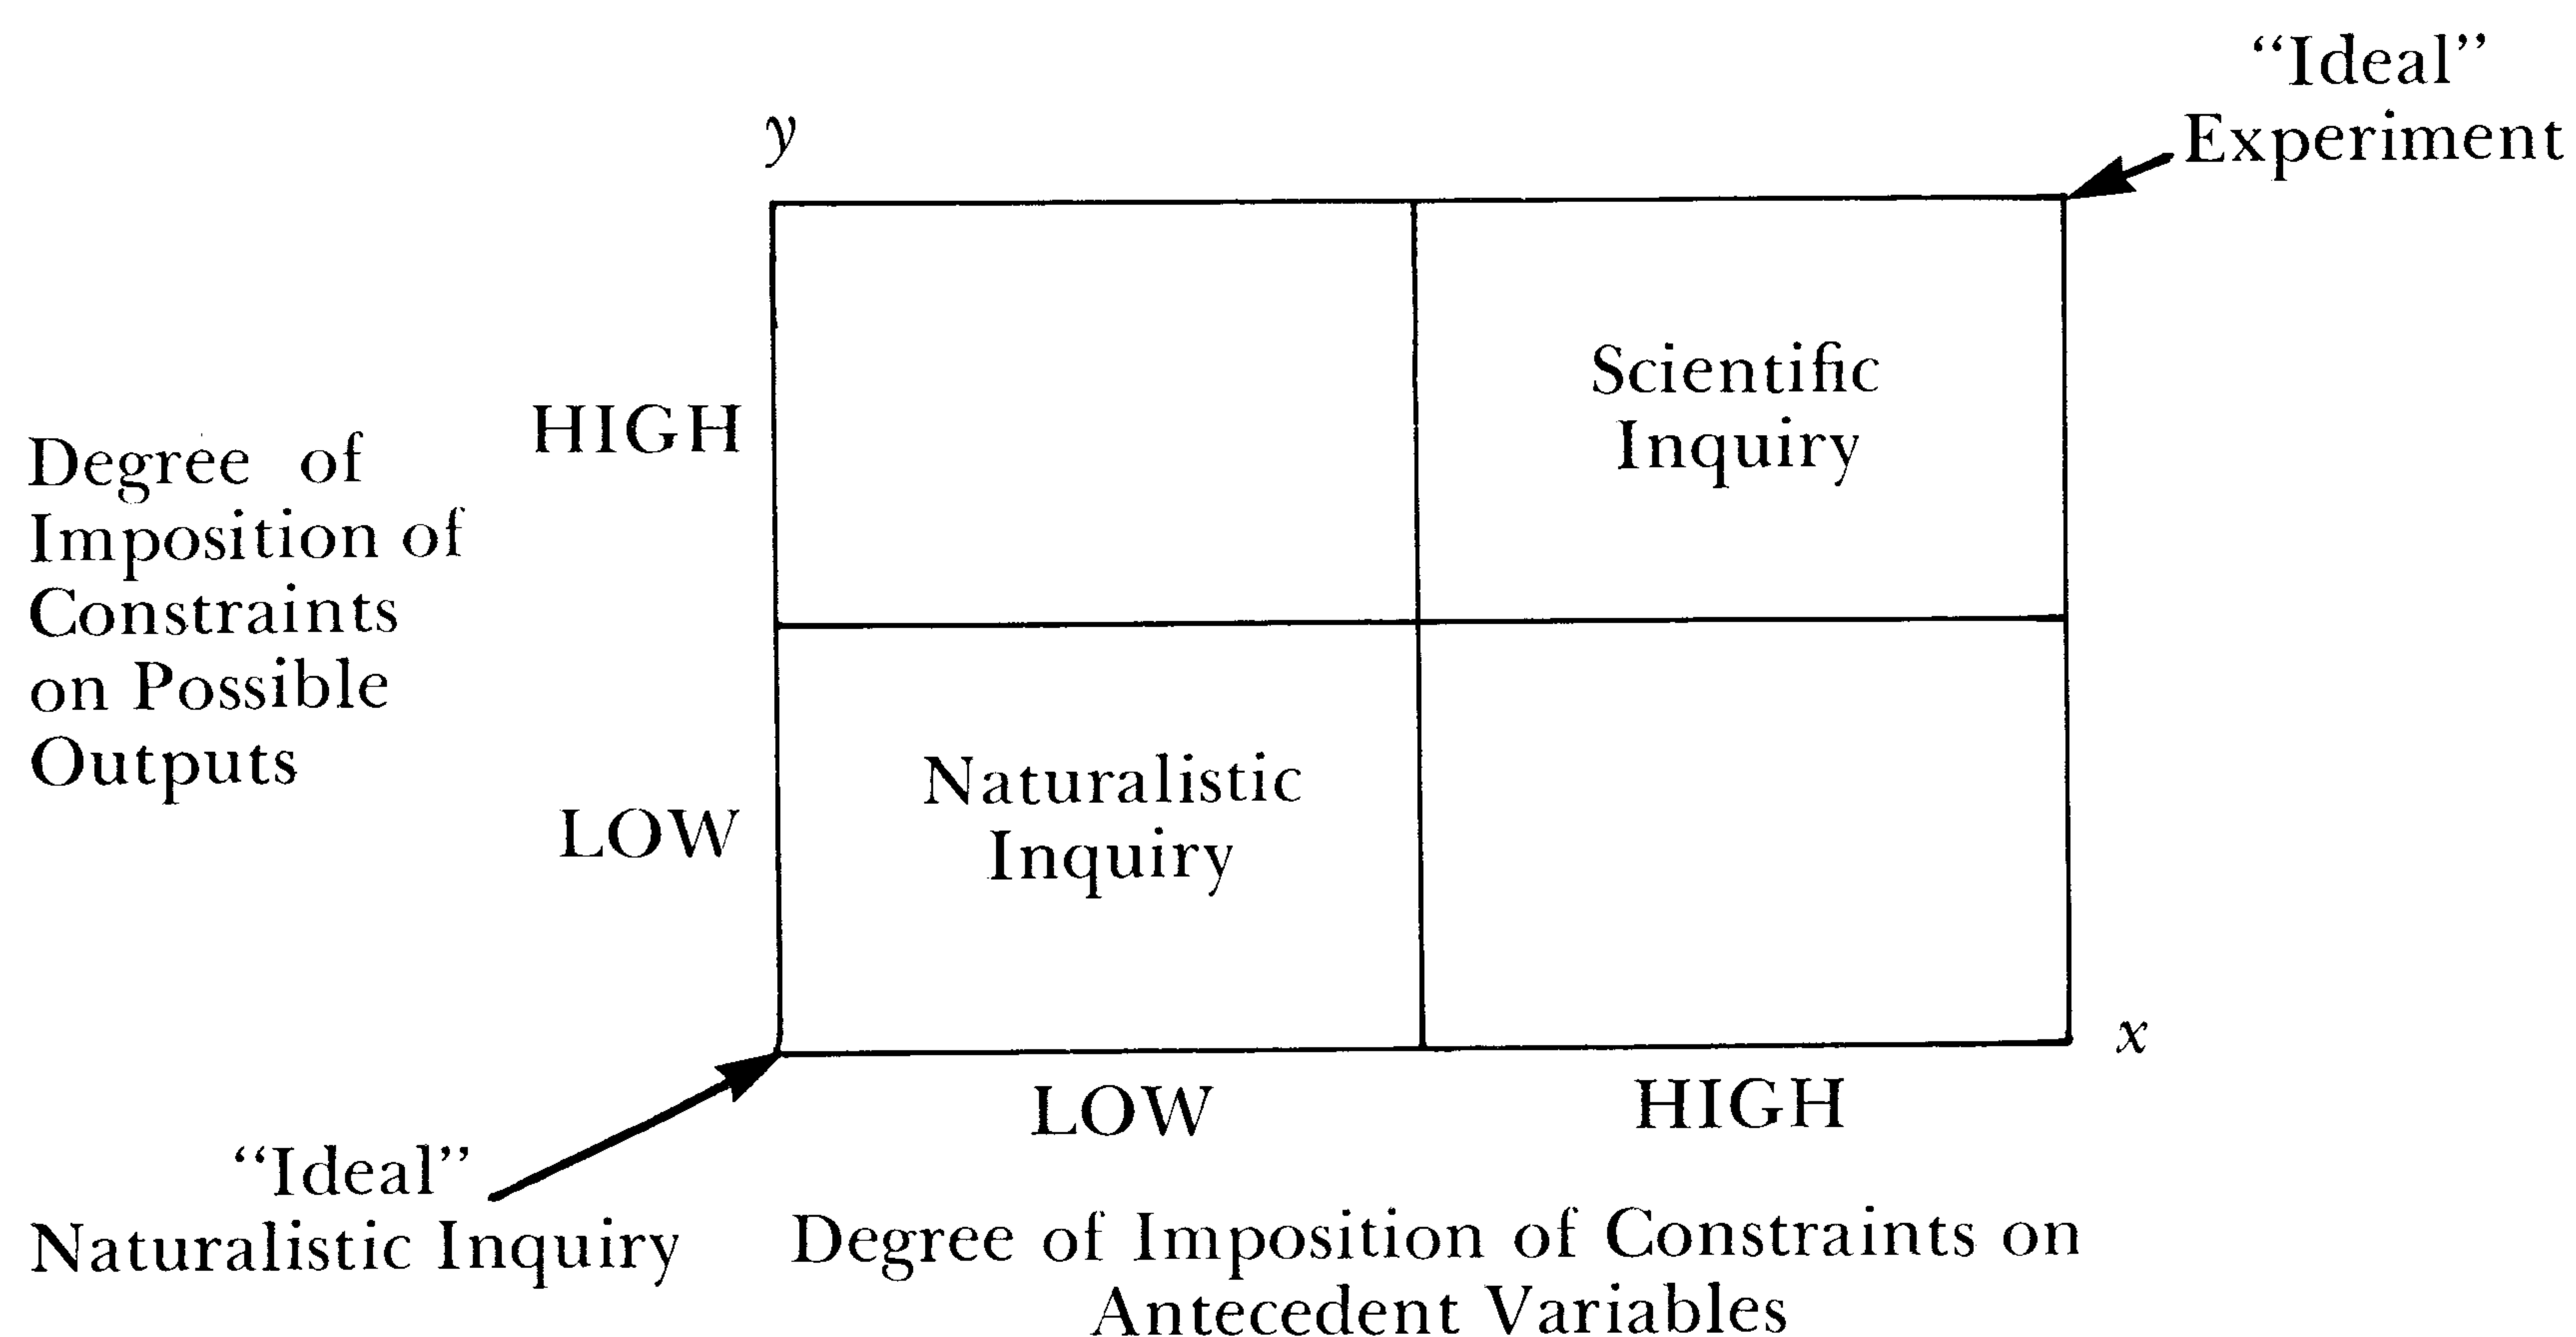 “Ideal”
Experiment
y
HIGH
Scientific
Inquiry
Degree of
Imposition of
Constraints
on Possible
Outputs
LOW
Naturalistic
Inquiry
x
LOW
HIGH
“Ideal”
Naturalistic Inquiry
Degree of Imposition of Constraints on
Antecedent Variables